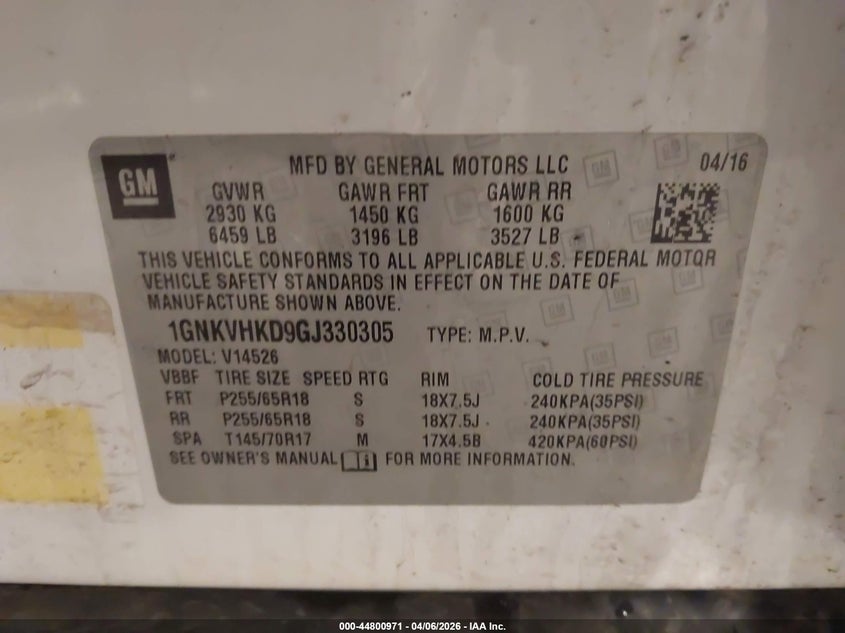 GM
MFD BY GENERAL MOTORS LLC 04/16
GVWR GAWR FRT GAWR RR
2930 KG 1450 KG 1600 KG
6459 LB 3196 LB 3527 LB
THIS VEHICLE CONFORMS TO ALL APPLICABLE U.S. FEDERAL MOTOR
VEHICLE SAFETY STANDARDS IN EFFECT ON THE DATE OF
MANUFACTURE SHOWN ABOVE.
1GNKVHKD9GJ330305 TYPE: M.P.V.
MODEL: V14526
VBBF TIRE SIZE SPEED RTG RIM COLD TIRE PRESSURE
FRT P255/65R18 S 18X7.5J 240KPA(35PSI)
RR P255/65R18 S 18X7.5J 240KPA(35PSI)
SPA T145/70R17 M 17X4.5B 420KPA(60PSI)
SEE OWNER'S MANUAL i FOR MORE INFORMATION.
000-44800971 - 04/06/2026 - IAA Inc.